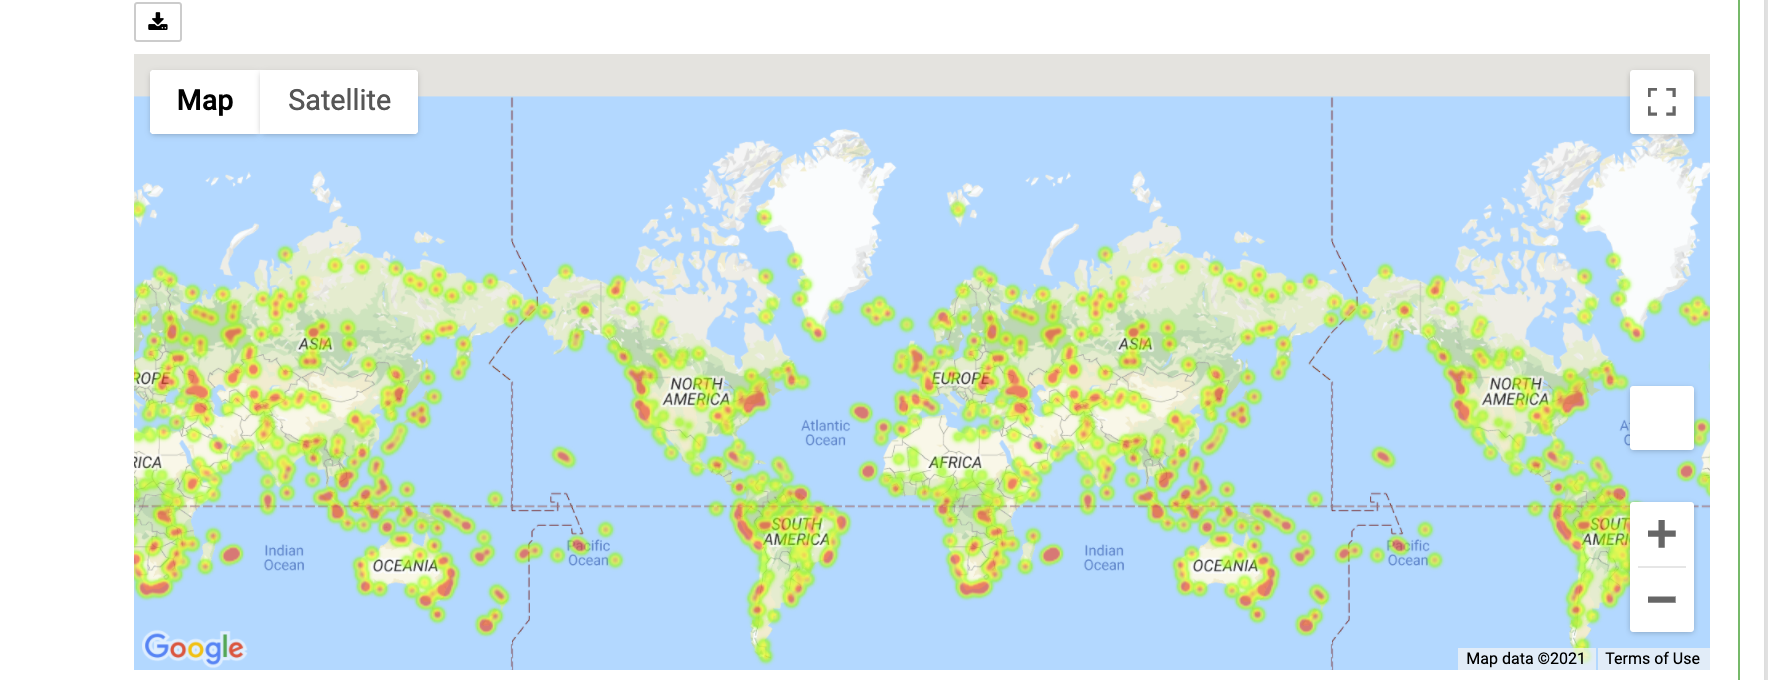 Map
Satellite
ASIA
ROPE
NORTH
AMERICA
Atlantic
Ocean
RICA
SOUTH
AMERICA
Indian
Ocean
Pacific
Ocean
OCEANIA
EUROPE
AFRICA
ASIA
NORTH
AMERICA
A
O
SOUT
AMERI
Indian
Ocean
Pacific
Ocean
OCEANIA
Google
Map data ©2021
Terms of Use